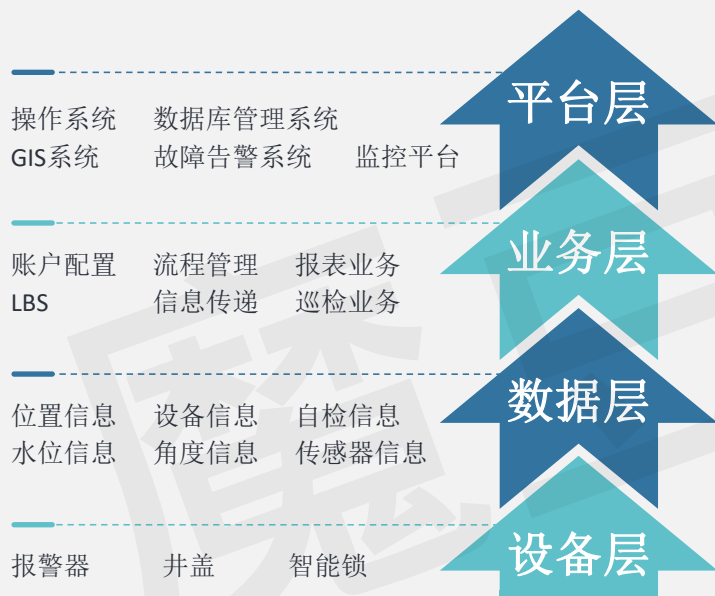 平台层
操作系统 数据库管理系统
GIS系统 故障告警系统 监控平台
业务层
账户配置 流程管理 报表业务
LBS 信息传递 巡检业务
数据层
位置信息 设备信息 自检信息
水位信息 角度信息 传感器信息
设备层
报警器 井盖 智能锁